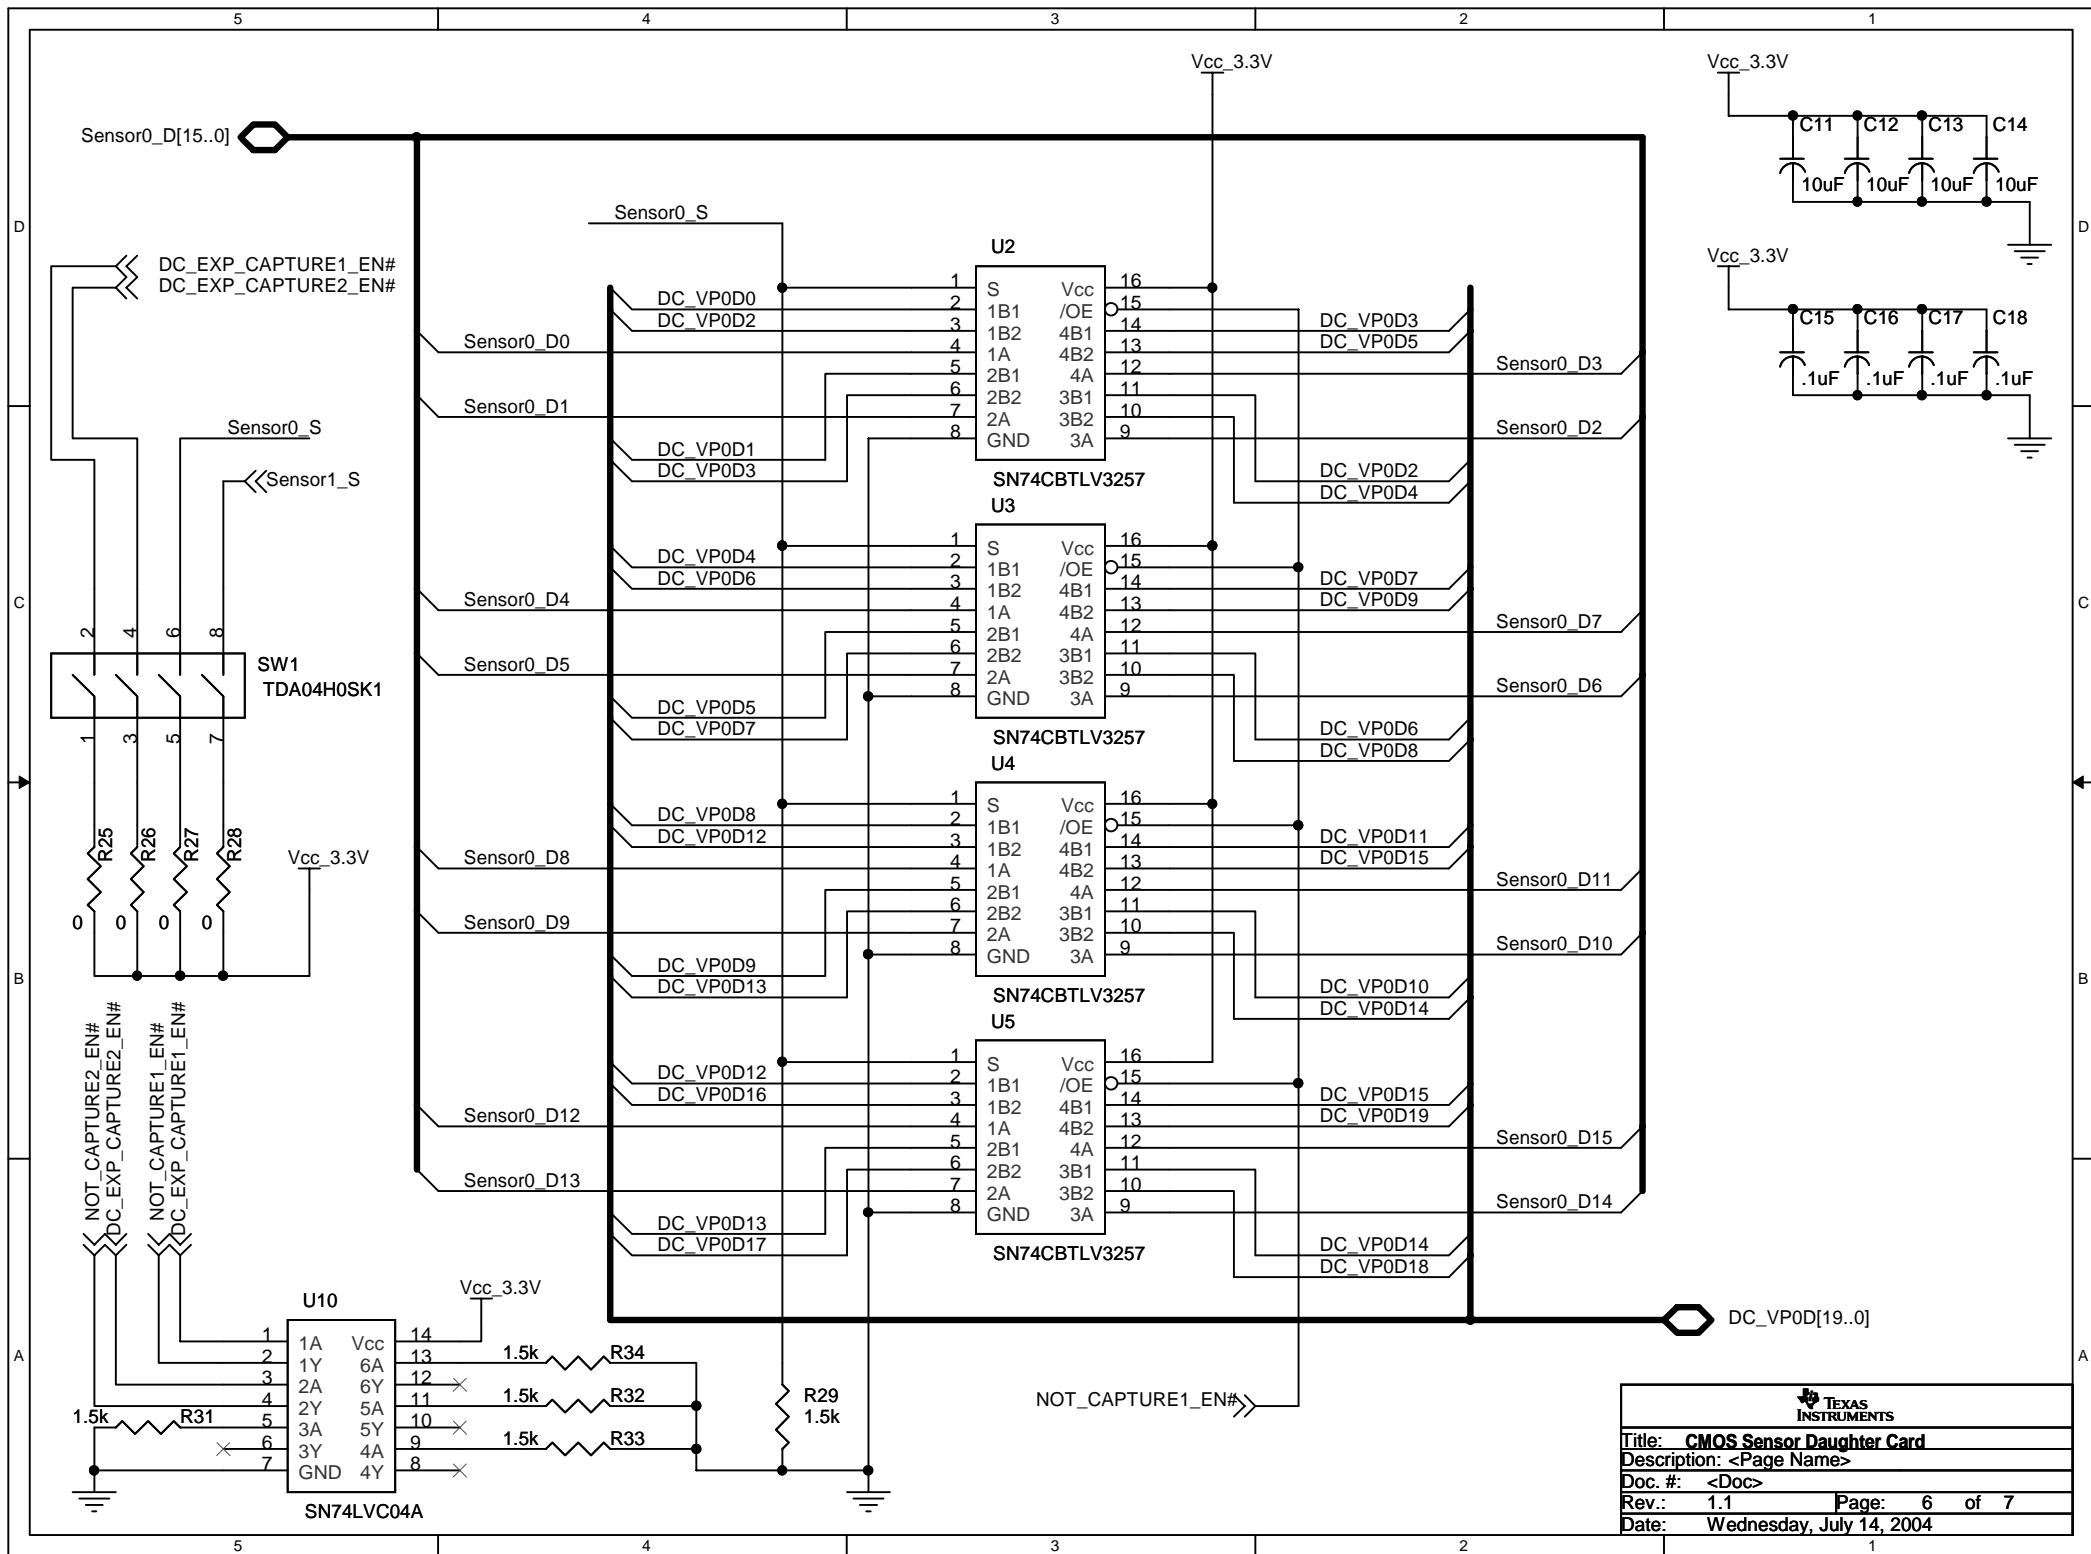 5 4 3 2 1
Vcc_3.3V
Vcc_3.3V
Sensor0_D[15..0]
C11 C12 C13 C14
10uF 10uF 10uF 10uF
Sensor0_S
D D
DC_EXP_CAPTURE1_EN#
DC_EXP_CAPTURE2_EN#
Vcc_3.3V
C15 C16 C17 C18
.1uF .1uF .1uF .1uF
U2
1 S Vcc 16
2 1B1 /OE 15
3 1B2 4B1 14
4 1A 4B2 13
5 2B1 4A 12
6 2B2 3B1 11
7 2A 3B2 10
8 GND 3A 9
SN74CBTLV3257
DC_VP0D0
DC_VP0D2
Sensor0_D0
Sensor0_D1
DC_VP0D1
DC_VP0D3
DC_VP0D3
DC_VP0D5
Sensor0_D3
Sensor0_D2
DC_VP0D2
DC_VP0D4
Sensor0_S
Sensor1_S
U3
1 S Vcc 16
2 1B1 /OE 15
3 1B2 4B1 14
4 1A 4B2 13
5 2B1 4A 12
6 2B2 3B1 11
7 2A 3B2 10
8 GND 3A 9
SN74CBTLV3257
DC_VP0D4
DC_VP0D6
Sensor0_D4
Sensor0_D5
DC_VP0D5
DC_VP0D7
DC_VP0D7
DC_VP0D9
Sensor0_D7
Sensor0_D6
DC_VP0D6
DC_VP0D8
C C
2 4 6 8
SW1
TDA04H0SK1
1 3 5 7
U4
1 S Vcc 16
2 1B1 /OE 15
3 1B2 4B1 14
4 1A 4B2 13
5 2B1 4A 12
6 2B2 3B1 11
7 2A 3B2 10
8 GND 3A 9
SN74CBTLV3257
DC_VP0D8
DC_VP0D12
Sensor0_D8
Sensor0_D9
DC_VP0D9
DC_VP0D13
DC_VP0D11
DC_VP0D15
Sensor0_D11
Sensor0_D10
DC_VP0D10
DC_VP0D14
R25 R26 R27 R28
0 0 0 0
Vcc_3.3V
B B
NOT_CAPTURE2_EN#
DC_EXP_CAPTURE2_EN#
NOT_CAPTURE1_EN#
DC_EXP_CAPTURE1_EN#
U5
1 S Vcc 16
2 1B1 /OE 15
3 1B2 4B1 14
4 1A 4B2 13
5 2B1 4A 12
6 2B2 3B1 11
7 2A 3B2 10
8 GND 3A 9
SN74CBTLV3257
DC_VP0D12
DC_VP0D16
Sensor0_D12
Sensor0_D13
DC_VP0D13
DC_VP0D17
DC_VP0D15
DC_VP0D19
Sensor0_D15
Sensor0_D14
DC_VP0D14
DC_VP0D18
Vcc_3.3V
U10
1 1A Vcc 14
2 1Y 6A 13
3 2A 6Y 12
4 2Y 5A 11
5 3A 5Y 10
6 3Y 4A 9
7 GND 4Y 8
SN74LVC04A
1.5k R31
1.5k R34
1.5k R32
1.5k R33
R29
1.5k
NOT_CAPTURE1_EN#
DC_VP0D[19..0]
A A
TEXAS
INSTRUMENTS
Title: CMOS Sensor Daughter Card
Description: <Page Name>
Doc. #: <Doc>
Rev.: 1.1 Page: 6 of 7
Date: Wednesday, July 14, 2004
5 4 3 2 1